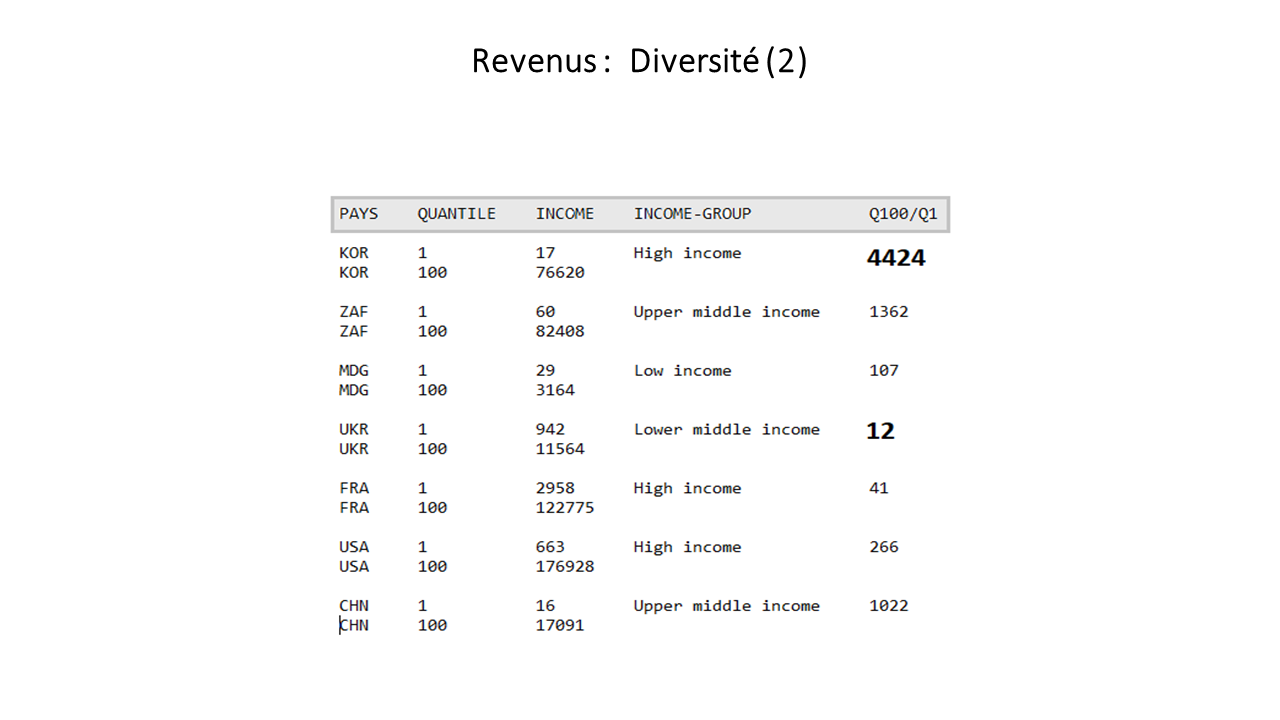 Revenus : Diversité (2)
PAYS QUANTILE INCOME INCOME-GROUP Q100/Q1
KOR 1 17 High income 4424
KOR 100 76620
ZAF 1 60 Upper middle income 1362
ZAF 100 82408
MDG 1 29 Low income 107
MDG 100 3164
UKR 1 942 Lower middle income 12
UKR 100 11564
FRA 1 2958 High income 41
FRA 100 122775
USA 1 663 High income 266
USA 100 176928
CHN 1 16 Upper middle income 1022
CHN 100 17091